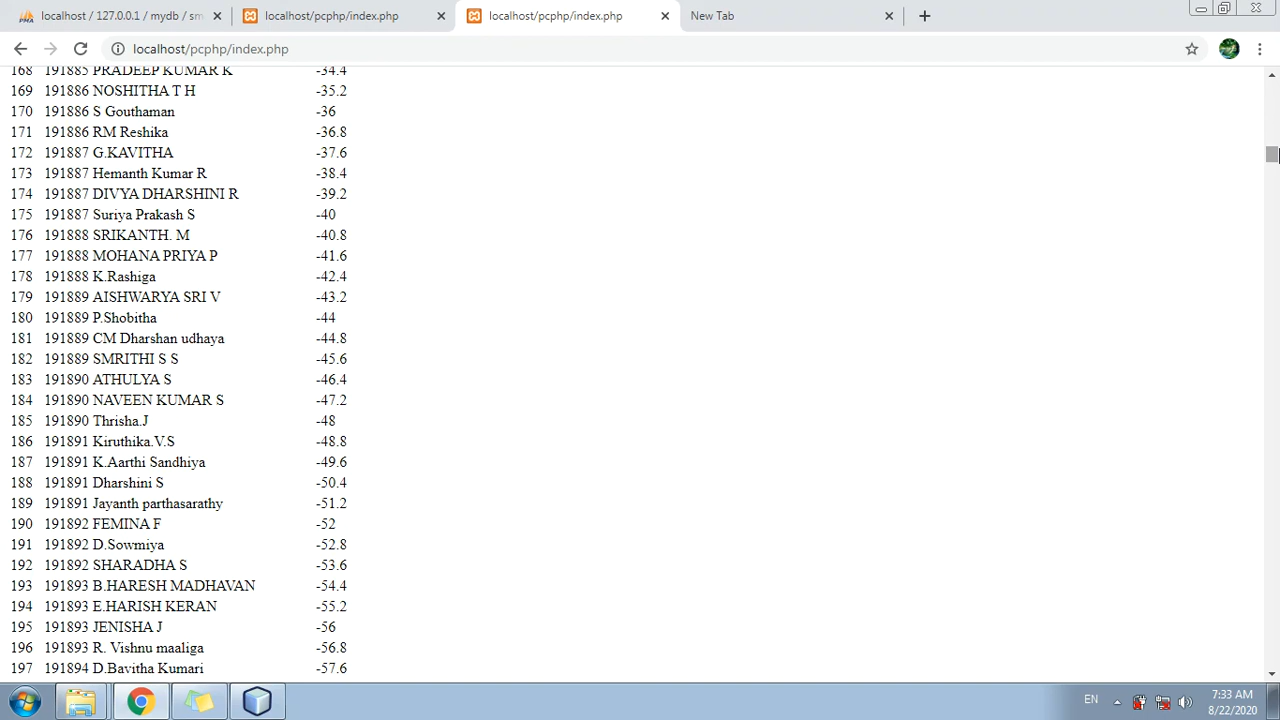 localhost / 127.0.0.1 / mydb / sm
localhost/pcphp/index.php
localhost/pcphp/index.php
New Tab
localhost/pcphp/index.php
168 191885 PRADEEP KUMAR K -34.4
169 191886 NOSHITHA T H -35.2
170 191886 S Gouthaman -36
171 191886 RM Reshika -36.8
172 191887 G.KAVITHA -37.6
173 191887 Hemanth Kumar R -38.4
174 191887 DIVYA DHARSHINI R -39.2
175 191887 Suriya Prakash S -40
176 191888 SRIKANTH. M -40.8
177 191888 MOHANA PRIYA P -41.6
178 191888 K.Rashiga -42.4
179 191889 AISHWARYA SRI V -43.2
180 191889 P.Shobitha -44
181 191889 CM Dharshan udhaya -44.8
182 191889 SMRITHI S S -45.6
183 191890 ATHULYA S -46.4
184 191890 NAVEEN KUMAR S -47.2
185 191890 Thrisha.J -48
186 191891 Kiruthika.V.S -48.8
187 191891 K.Aarthi Sandhiya -49.6
188 191891 Dharshini S -50.4
189 191891 Jayanth parthasarathy -51.2
190 191892 FEMINA F -52
191 191892 D.Sowmiya -52.8
192 191892 SHARADHA S -53.6
193 191893 B.HARESH MADHAVAN -54.4
194 191893 E.HARISH KERAN -55.2
195 191893 JENISHA J -56
196 191893 R. Vishnu maaliga -56.8
197 191894 D.Bavitha Kumari -57.6
EN
7:33 AM
8/22/2020